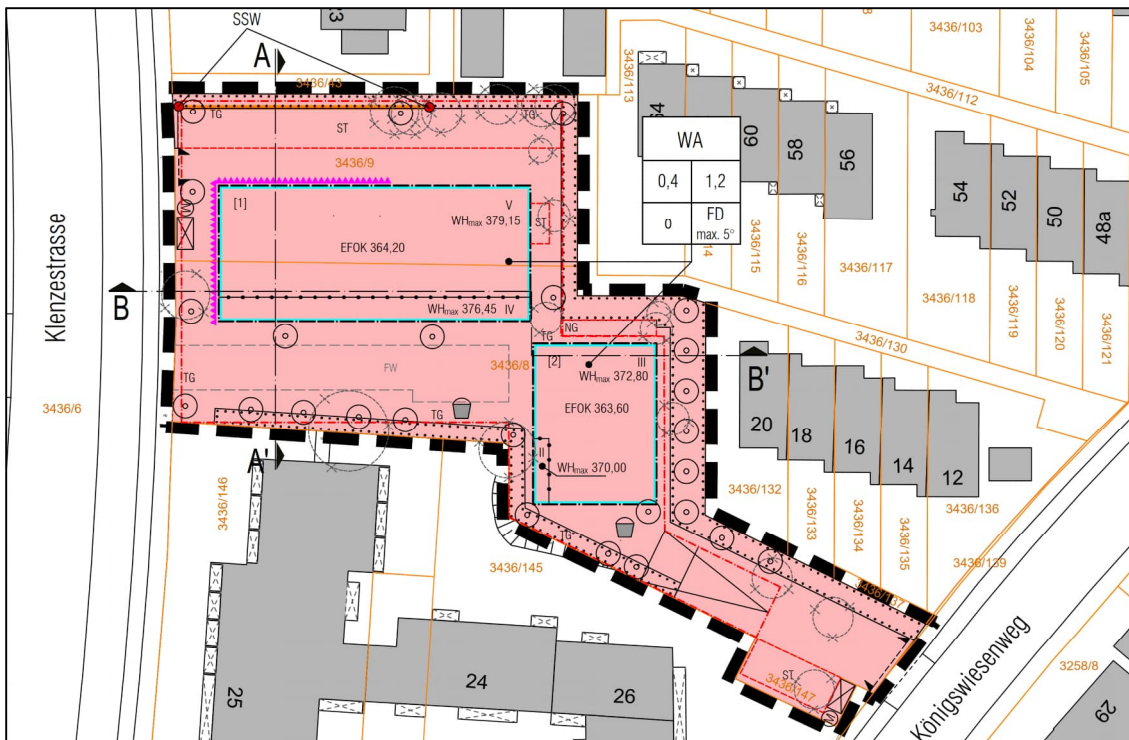 SSW
A
3436/43
3436/113
3436/103
3436/104
3436/105
3436/112
TG
ST
TG
3436/9
64
60
58
56
54
52
50
48a
WA
0,4
1,2
o
FD
max. 5°
[1]
V
WHmax 379,15
ST
EFOK 364,20
3436/115
3436/116
3436/117
3436/118
3436/119
3436/120
3436/121
3436/130
M
Klenzestrasse
B
WHmax 376,45
IV
TG
NG
3436/8
[2]
III
WHmax 372,80
B'
FW
TG
EFOK 363,60
3436/6
TG
20
18
16
14
12
A'
II
WHmax 370,00
3436/146
3436/132
3436/133
3436/134
3436/135
3436/136
3436/139
TG
3436/145
3436/137
25
24
26
ST
3436/147
M
Königswiesenweg
3258/8
29